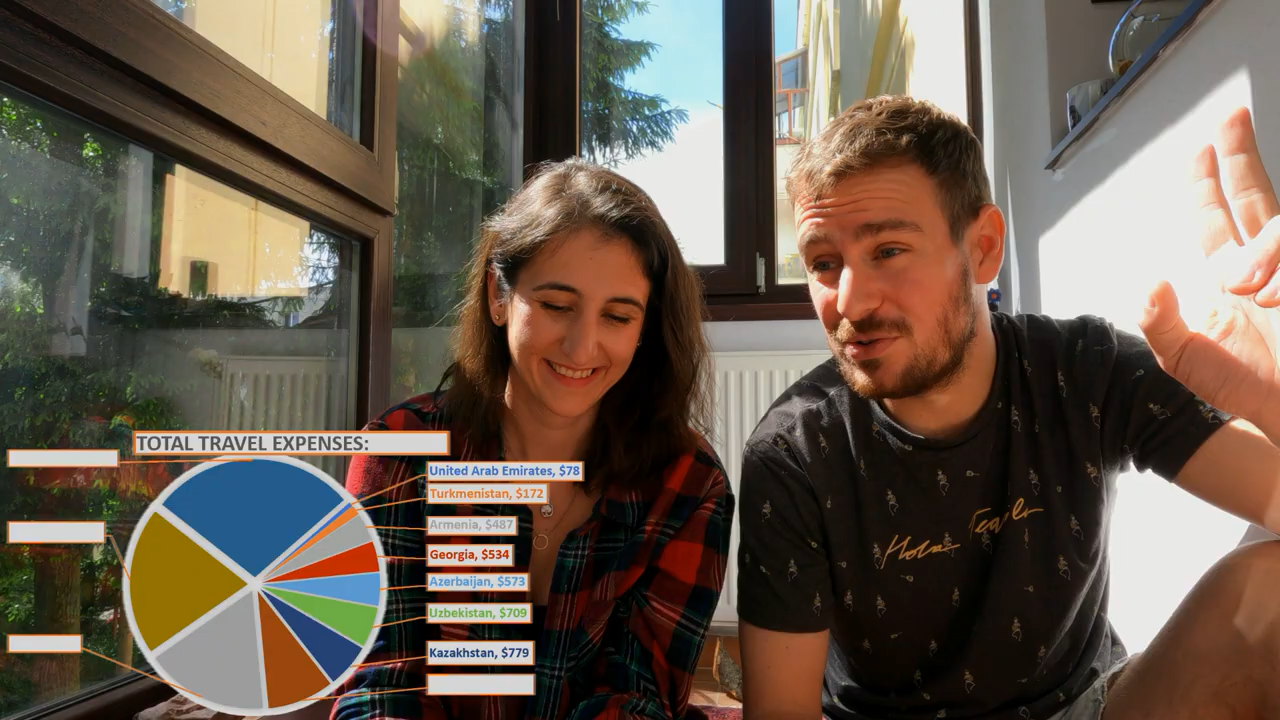 TOTAL TRAVEL EXPENSES:
United Arab Emirates, $78
Turkmenistan, $172
Armenia, $487
Georgia, $534
Azerbaijan, $573
Uzbekistan, $709
Kazakhstan, $779
Hola